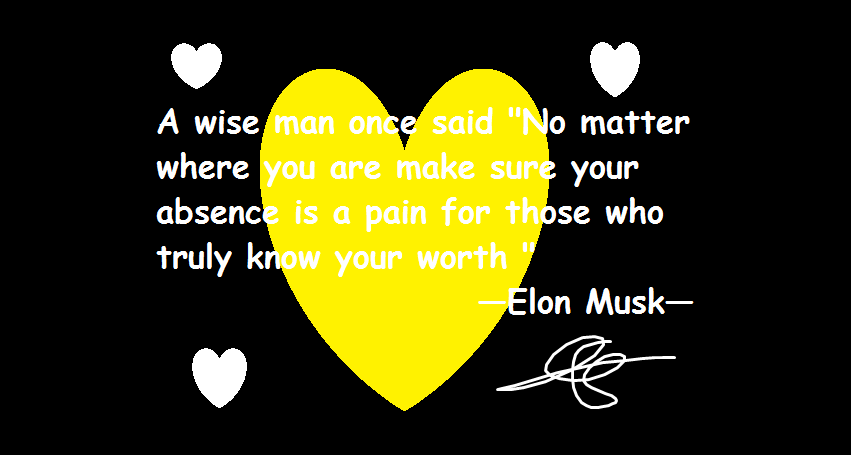 A wise man once said "No matter
where you are make sure your
absence is a pain for those who
truly know your worth "
—Elon Musk—